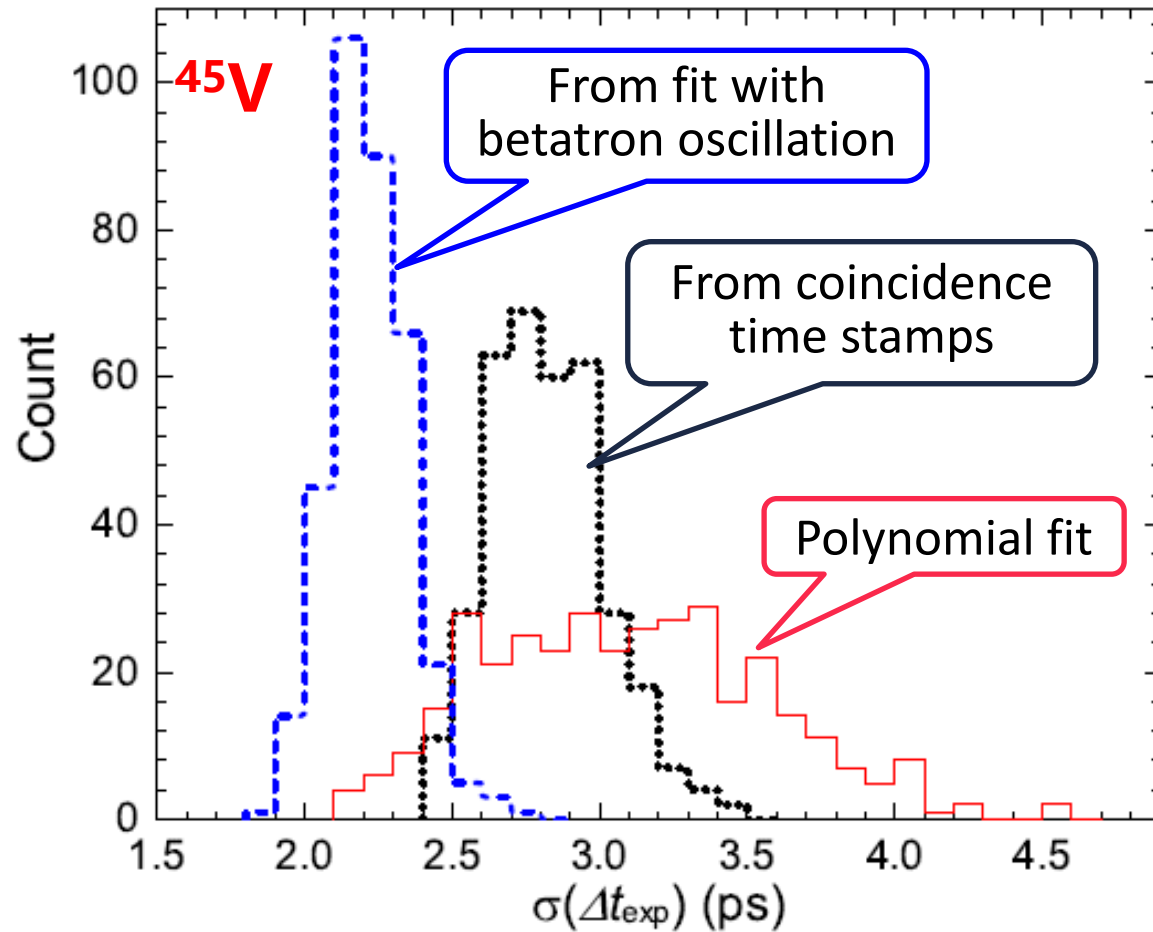 ⁴⁵V
From fit with
betatron oscillation
From coincidence
time stamps
Polynomial fit
Count
100
80
60
40
20
0
1.5 2.0 2.5 3.0 3.5 4.0 4.5
σ(Δt_exp) (ps)